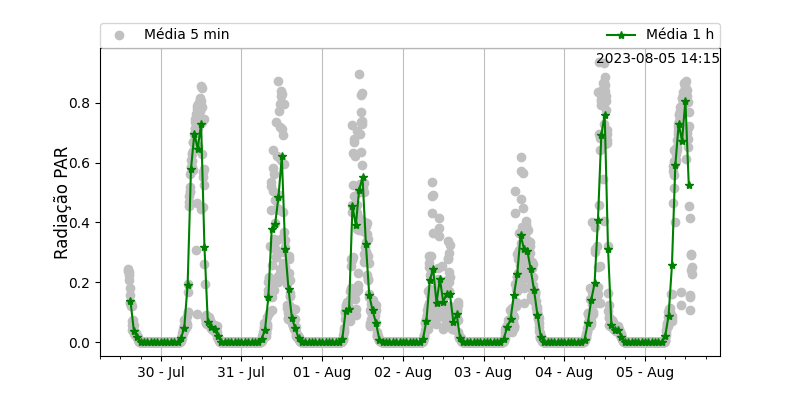 Média 5 min
Média 1 h
2023-08-05 14:15
Radiação PAR
0.8
0.6
0.4
0.2
0.0
30 - Jul
31 - Jul
01 - Aug
02 - Aug
03 - Aug
04 - Aug
05 - Aug